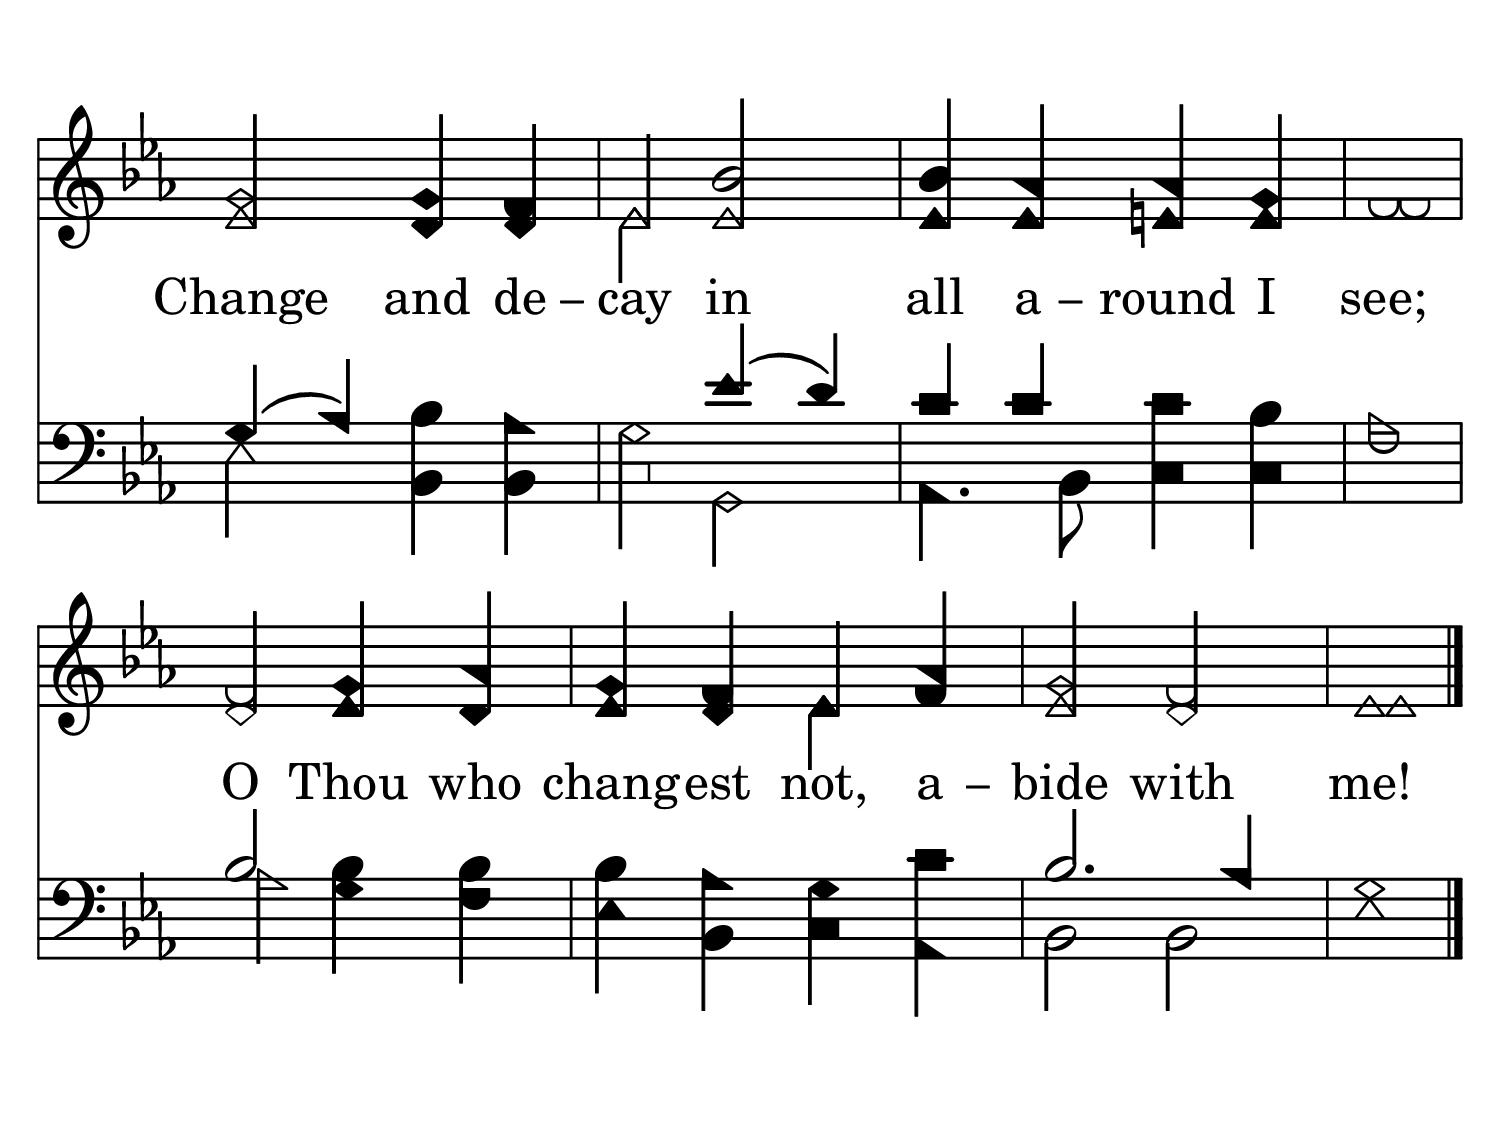 Change and de – cay in all a – round I see;
O Thou who changest not, a – bide with me!